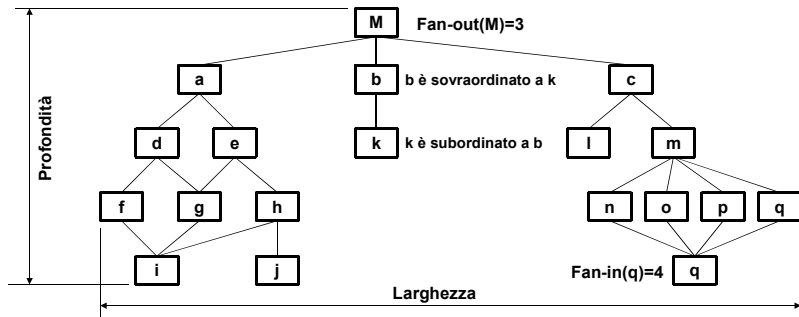 M Fan-out(M)=3
a b b è sovraordinato a k c
Profondità
d e k k è subordinato a b l m
f g h n o p q
i j Fan-in(q)=4 q
Larghezza